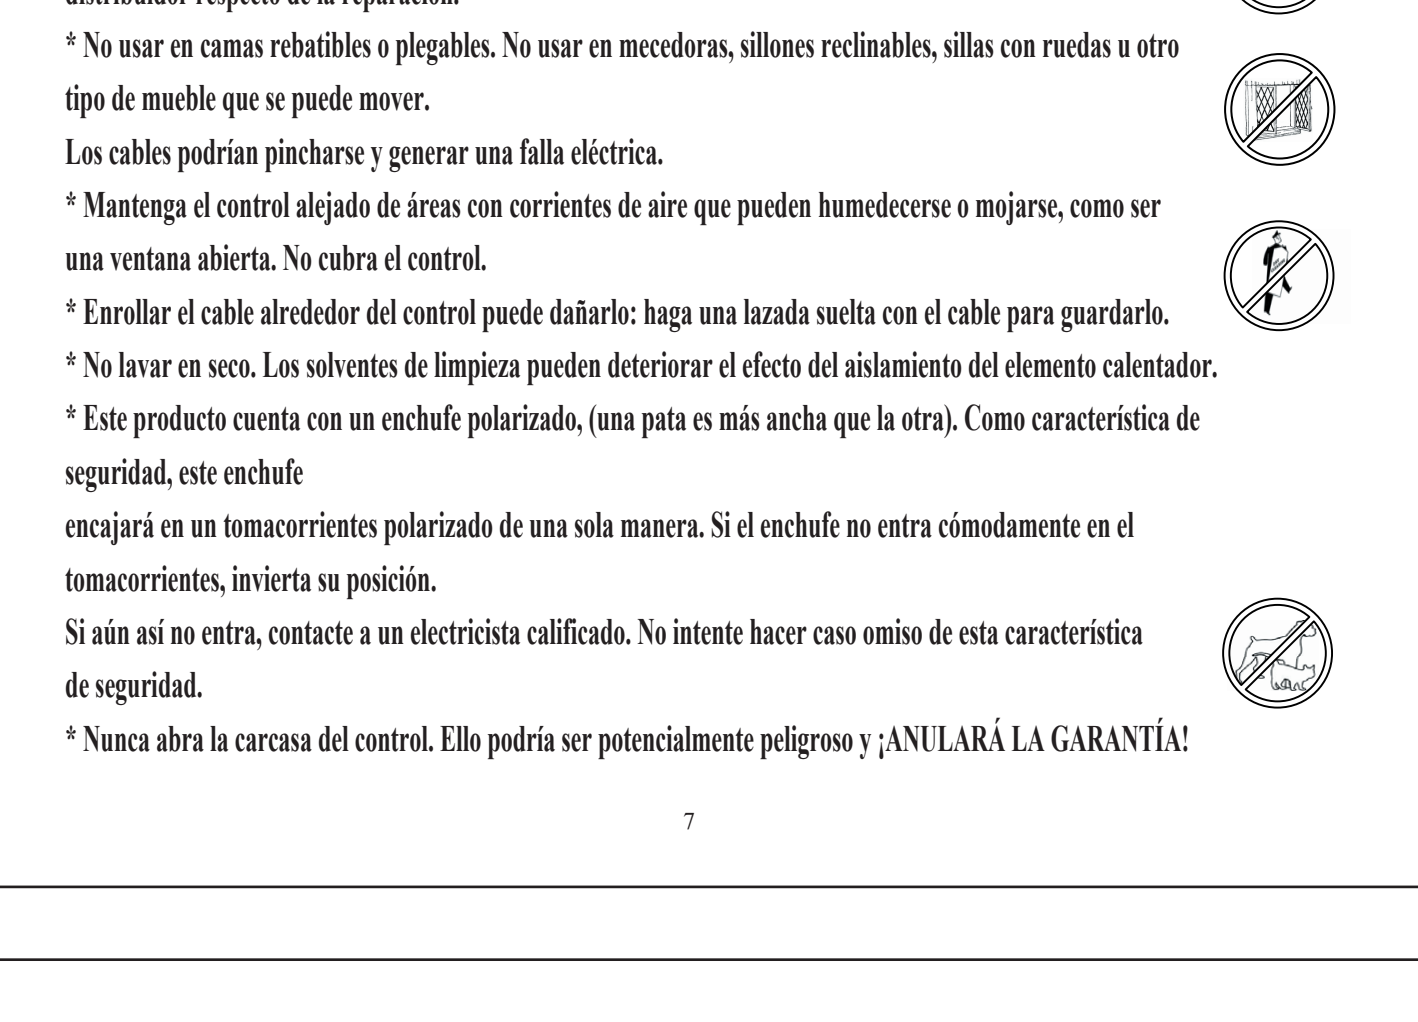 distribuidor respecto de la reparación.
* No usar en camas rebatibles o plegables. No usar en mecedoras, sillones reclinables, sillas con ruedas u otro
tipo de mueble que se puede mover.
Los cables podrían pincharse y generar una falla eléctrica.
* Mantenga el control alejado de áreas con corrientes de aire que pueden humedecerse o mojarse, como ser
una ventana abierta. No cubra el control.
* Enrollar el cable alrededor del control puede dañarlo: haga una lazada suelta con el cable para guardarlo.
* No lavar en seco. Los solventes de limpieza pueden deteriorar el efecto del aislamiento del elemento calentador.
* Este producto cuenta con un enchufe polarizado, (una pata es más ancha que la otra). Como característica de
seguridad, este enchufe
encajará en un tomacorrientes polarizado de una sola manera. Si el enchufe no entra cómodamente en el
tomacorrientes, invierta su posición.
Si aún así no entra, contacte a un electricista calificado. No intente hacer caso omiso de esta característica
de seguridad.
* Nunca abra la carcasa del control. Ello podría ser potencialmente peligroso y ¡ANULARÁ LA GARANTÍA!
7